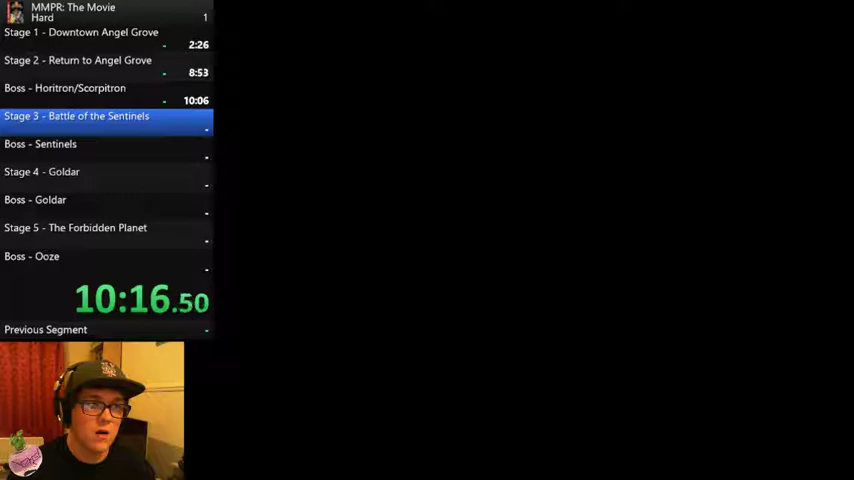 MMPR: The Movie
Hard 1
Stage 1 - Downtown Angel Grove
- 2:26
Stage 2 - Return to Angel Grove
- 8:53
Boss - Horitron/Scorpitron
- 10:06
Stage 3 - Battle of the Sentinels
-
Boss - Sentinels
-
Stage 4 - Goldar
-
Boss - Goldar
-
Stage 5 - The Forbidden Planet
-
Boss - Ooze
-
10:16.50
Previous Segment -